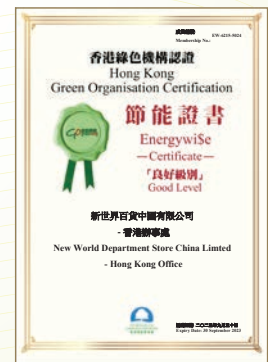 Membership No.: EW-6215-5024
香港綠色機構認證
Hong Kong
Green Organisation Certification
節能證書
Energywi$e
—Certificate—
「良好級別」
Good Level
新世界百貨中國有限公司
- 香港辦事處
New World Department Store China Limted
- Hong Kong Office
Expiry Date: 30 September 2023